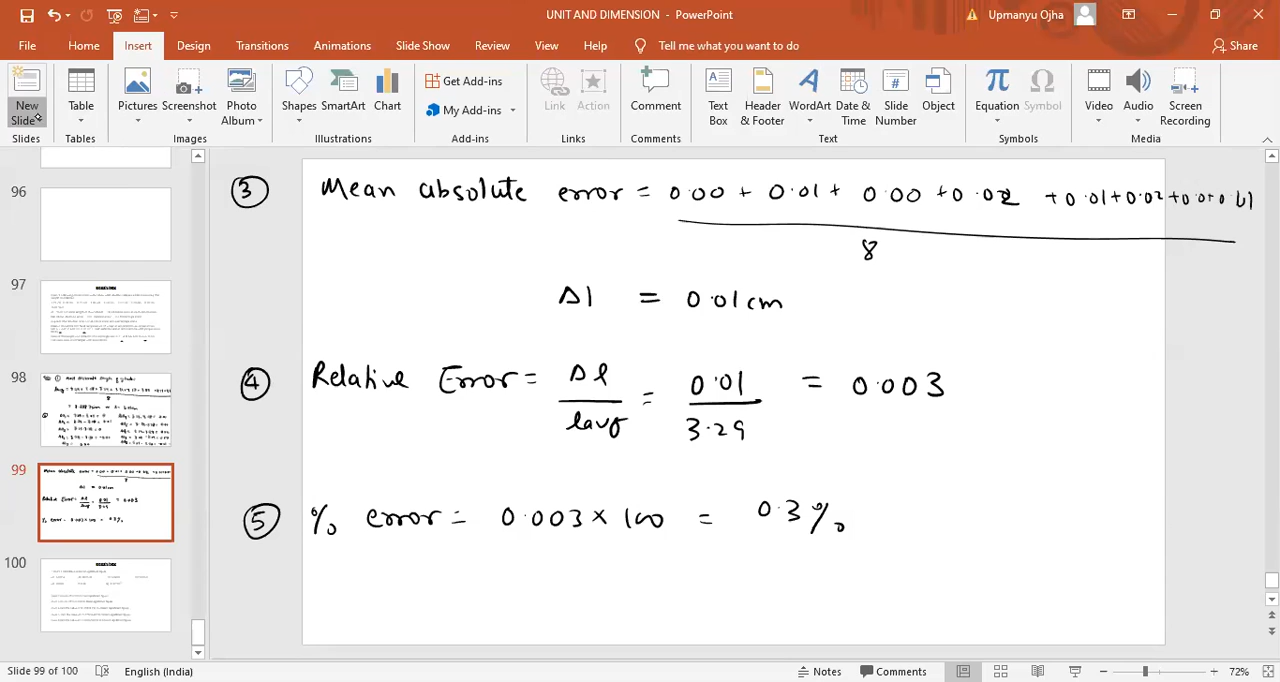 UNIT AND DIMENSION - PowerPoint
Upmanyu Ojha
File Home Insert Design Transitions Animations Slide Show Review View Help Tell me what you want to do Share
New Slide
Table
Pictures
Screenshot
Photo Album
Shapes
SmartArt
Chart
Get Add-ins
My Add-ins
Link
Action
Comment
Text Box
Header & Footer
WordArt
Date & Time
Slide Number
Object
Equation
Symbol
Video
Audio
Screen Recording
Slides Tables Images Illustrations Add-ins Links Comments Text Symbols Media
96
97
98
99
100
③ Mean absolute error = 0.00 + 0.01 + 0.00 + 0.02 + 0.01 + 0.02 + 0.0 + 0.01
8
Δl = 0.01 cm
④ Relative Error = Δl / lavg = 0.01 / 3.29 = 0.003
⑤ % error = 0.003 × 100 = 0.3%
Slide 99 of 100 English (India) Notes Comments 72%